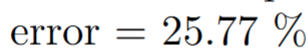 error = 25.77 %